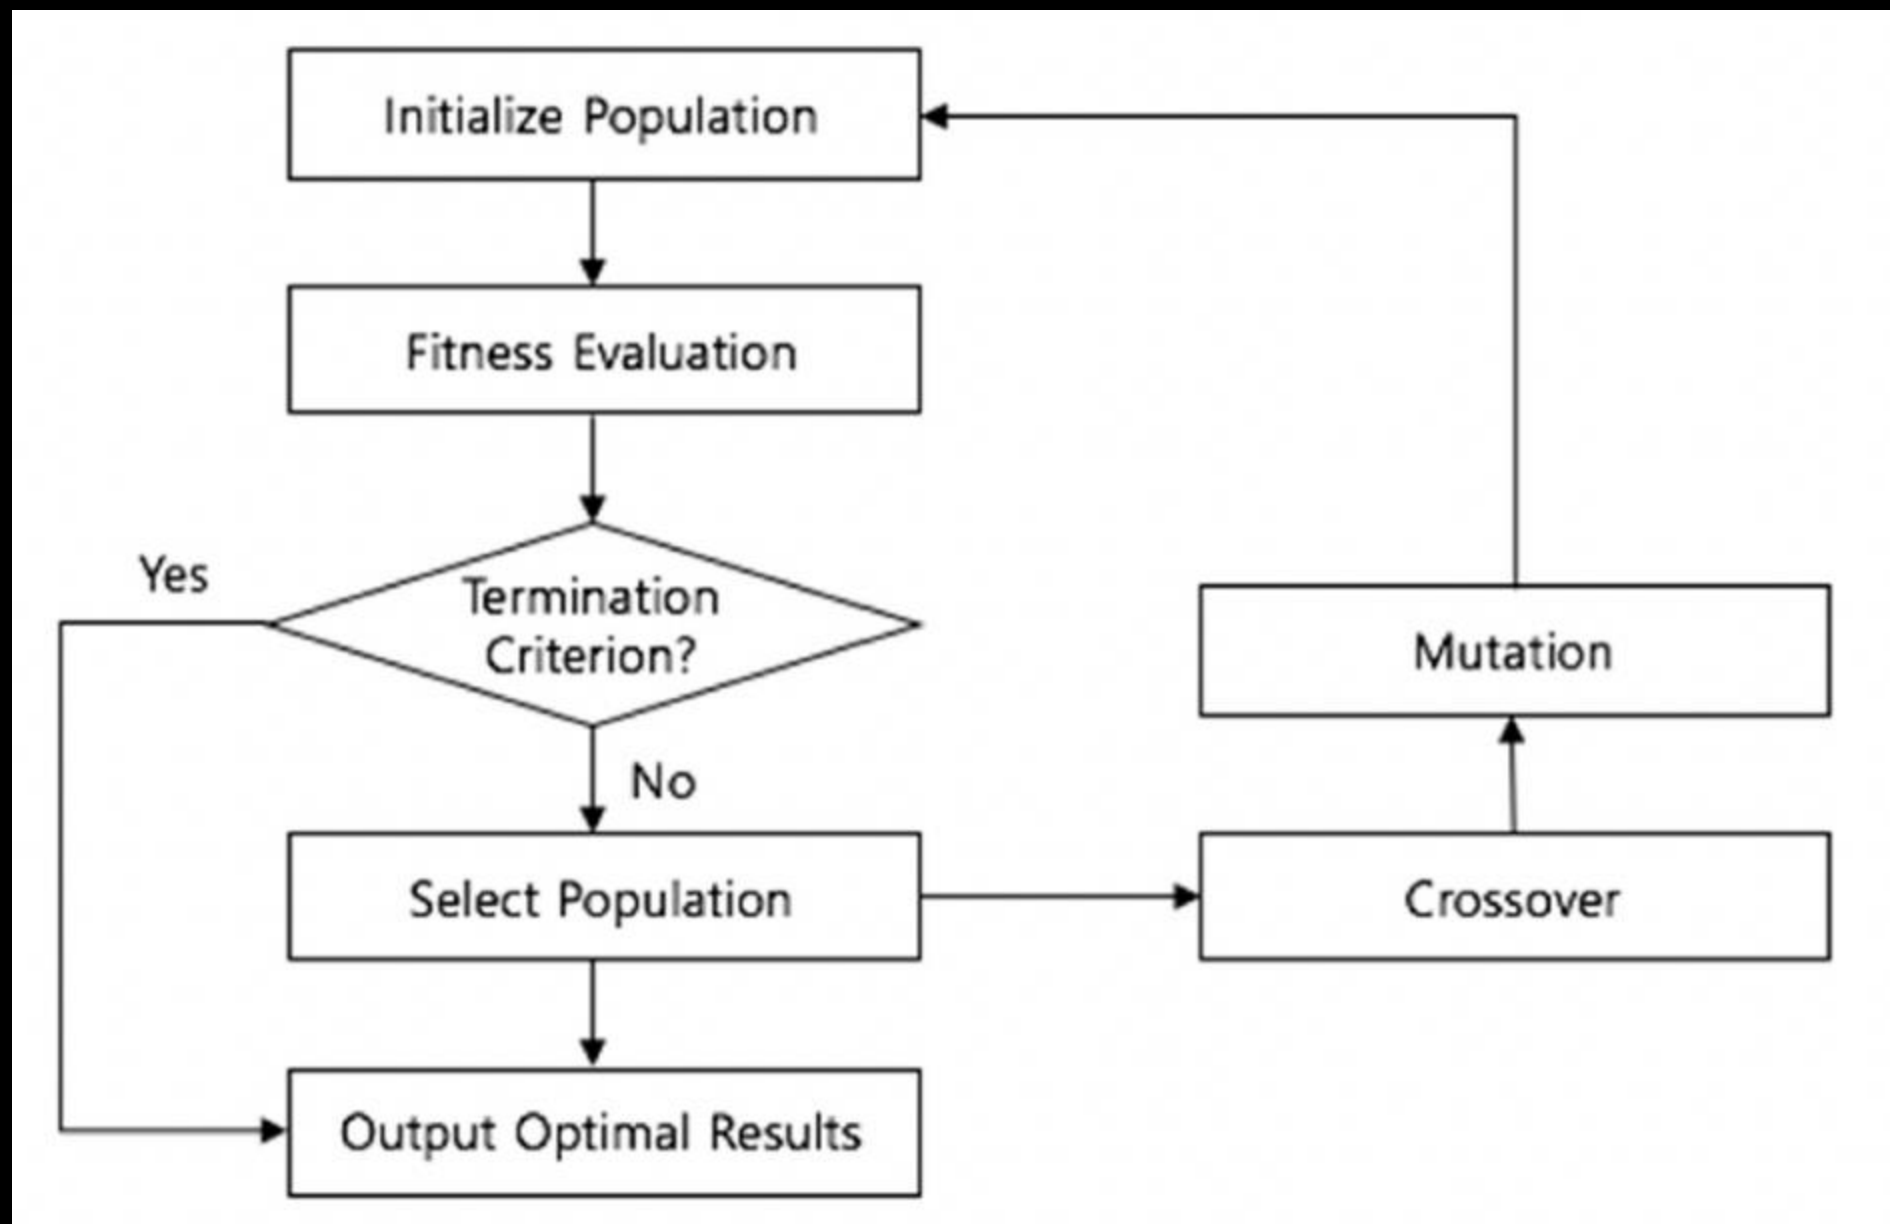 Initialize Population
Fitness Evaluation
Yes
Termination
Criterion?
Mutation
No
Select Population
Crossover
Output Optimal Results